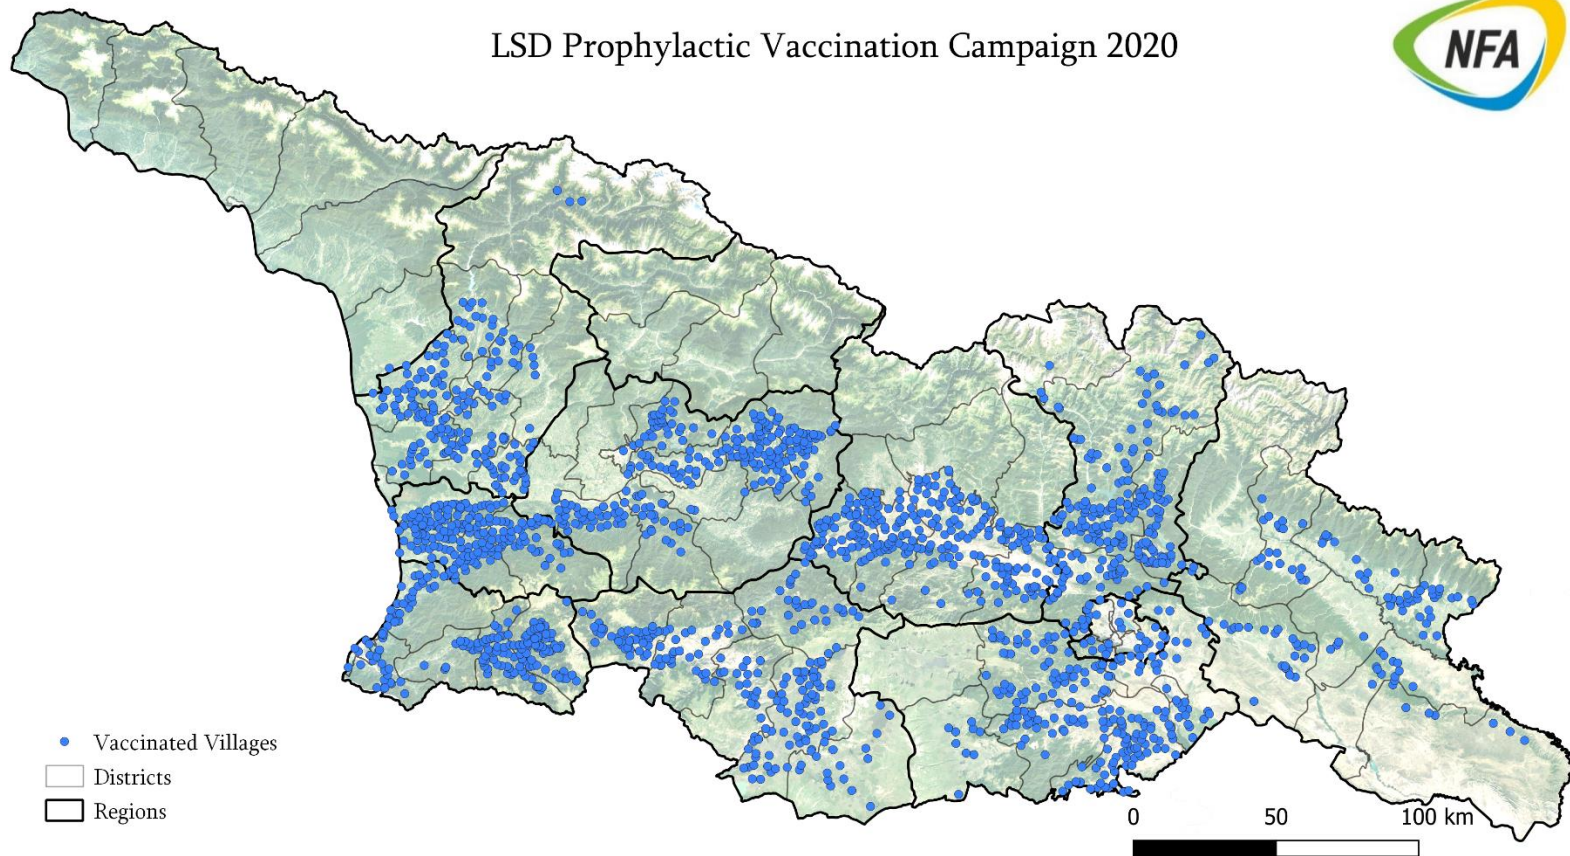 LSD Prophylactic Vaccination Campaign 2020
NFA
Vaccinated Villages
Districts
Regions
0 50 100 km